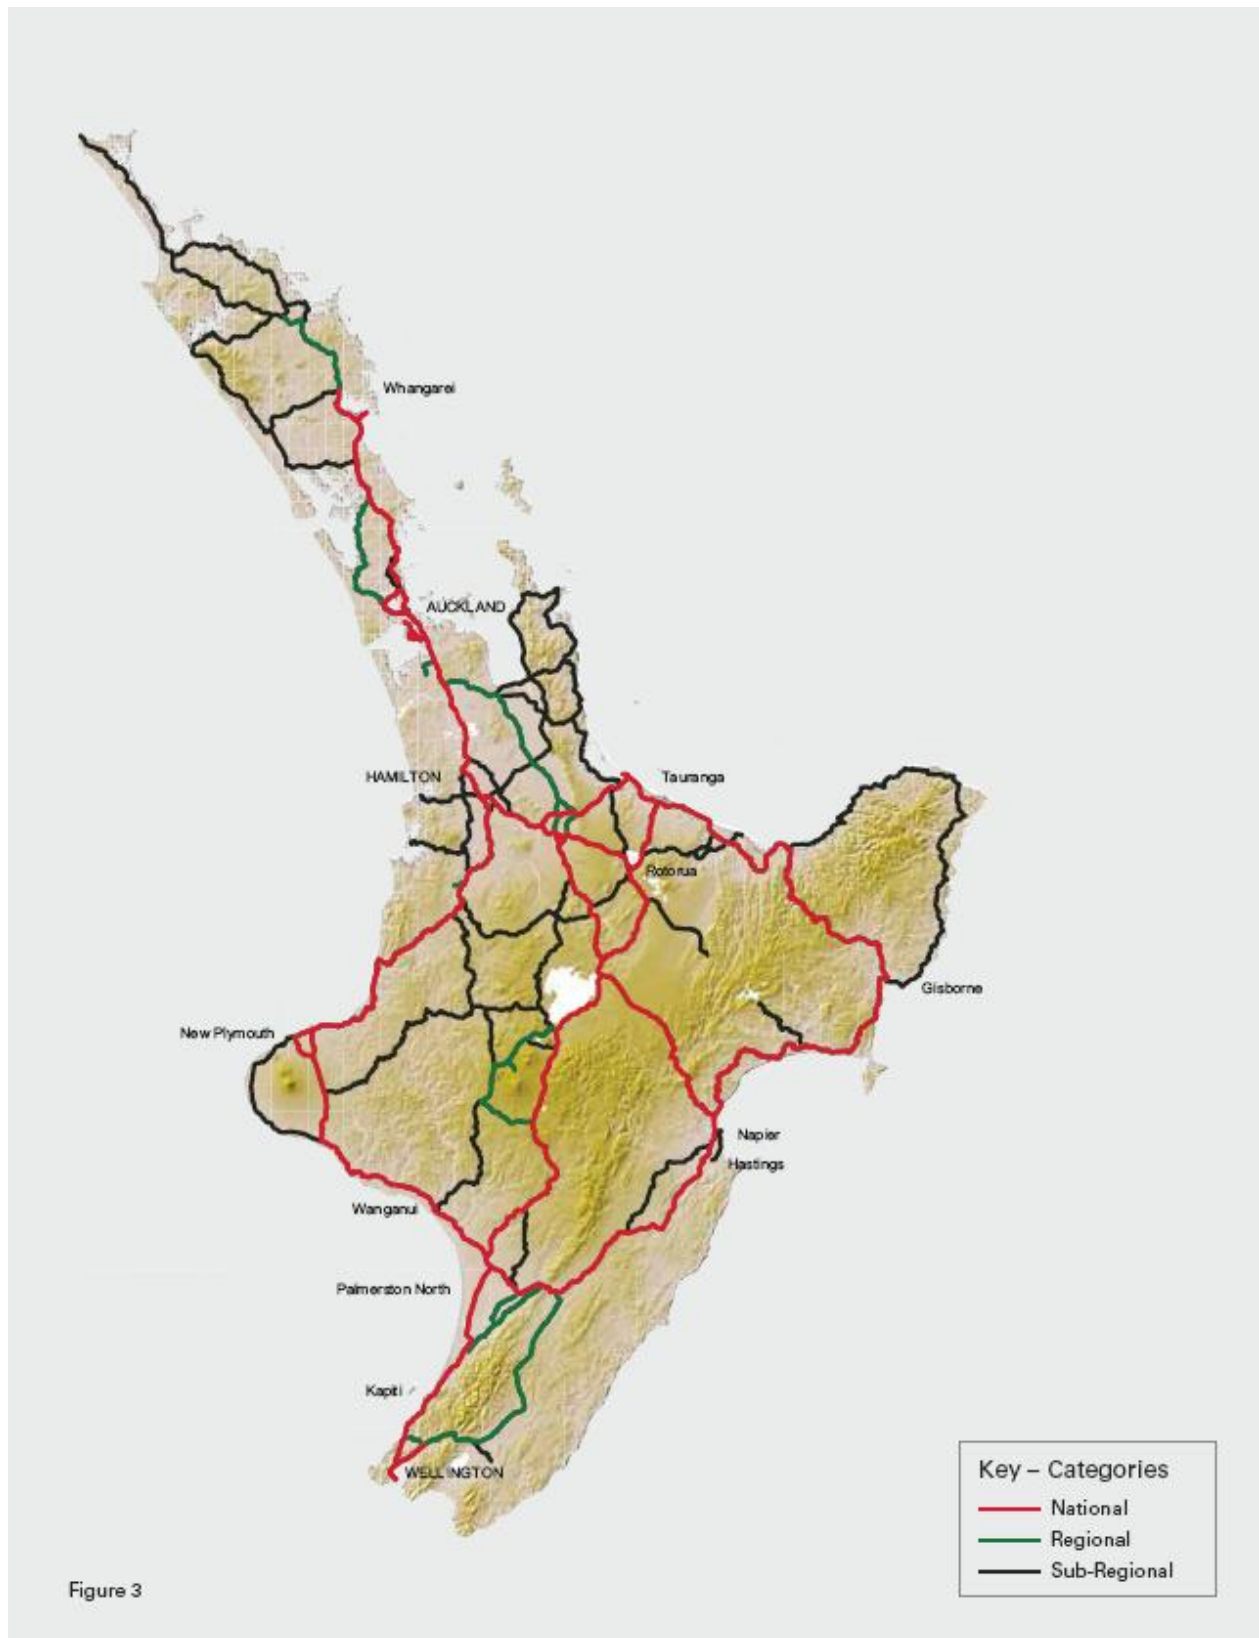 Whangarei
AUCKLAND
HAMILTON
Tauranga
Rotorua
Gisborne
New Plymouth
Napier
Hastings
Wanganui
Palmerston North
Kapiti
WELLINGTON
Key – Categories
National
Regional
Sub-Regional
Figure 3